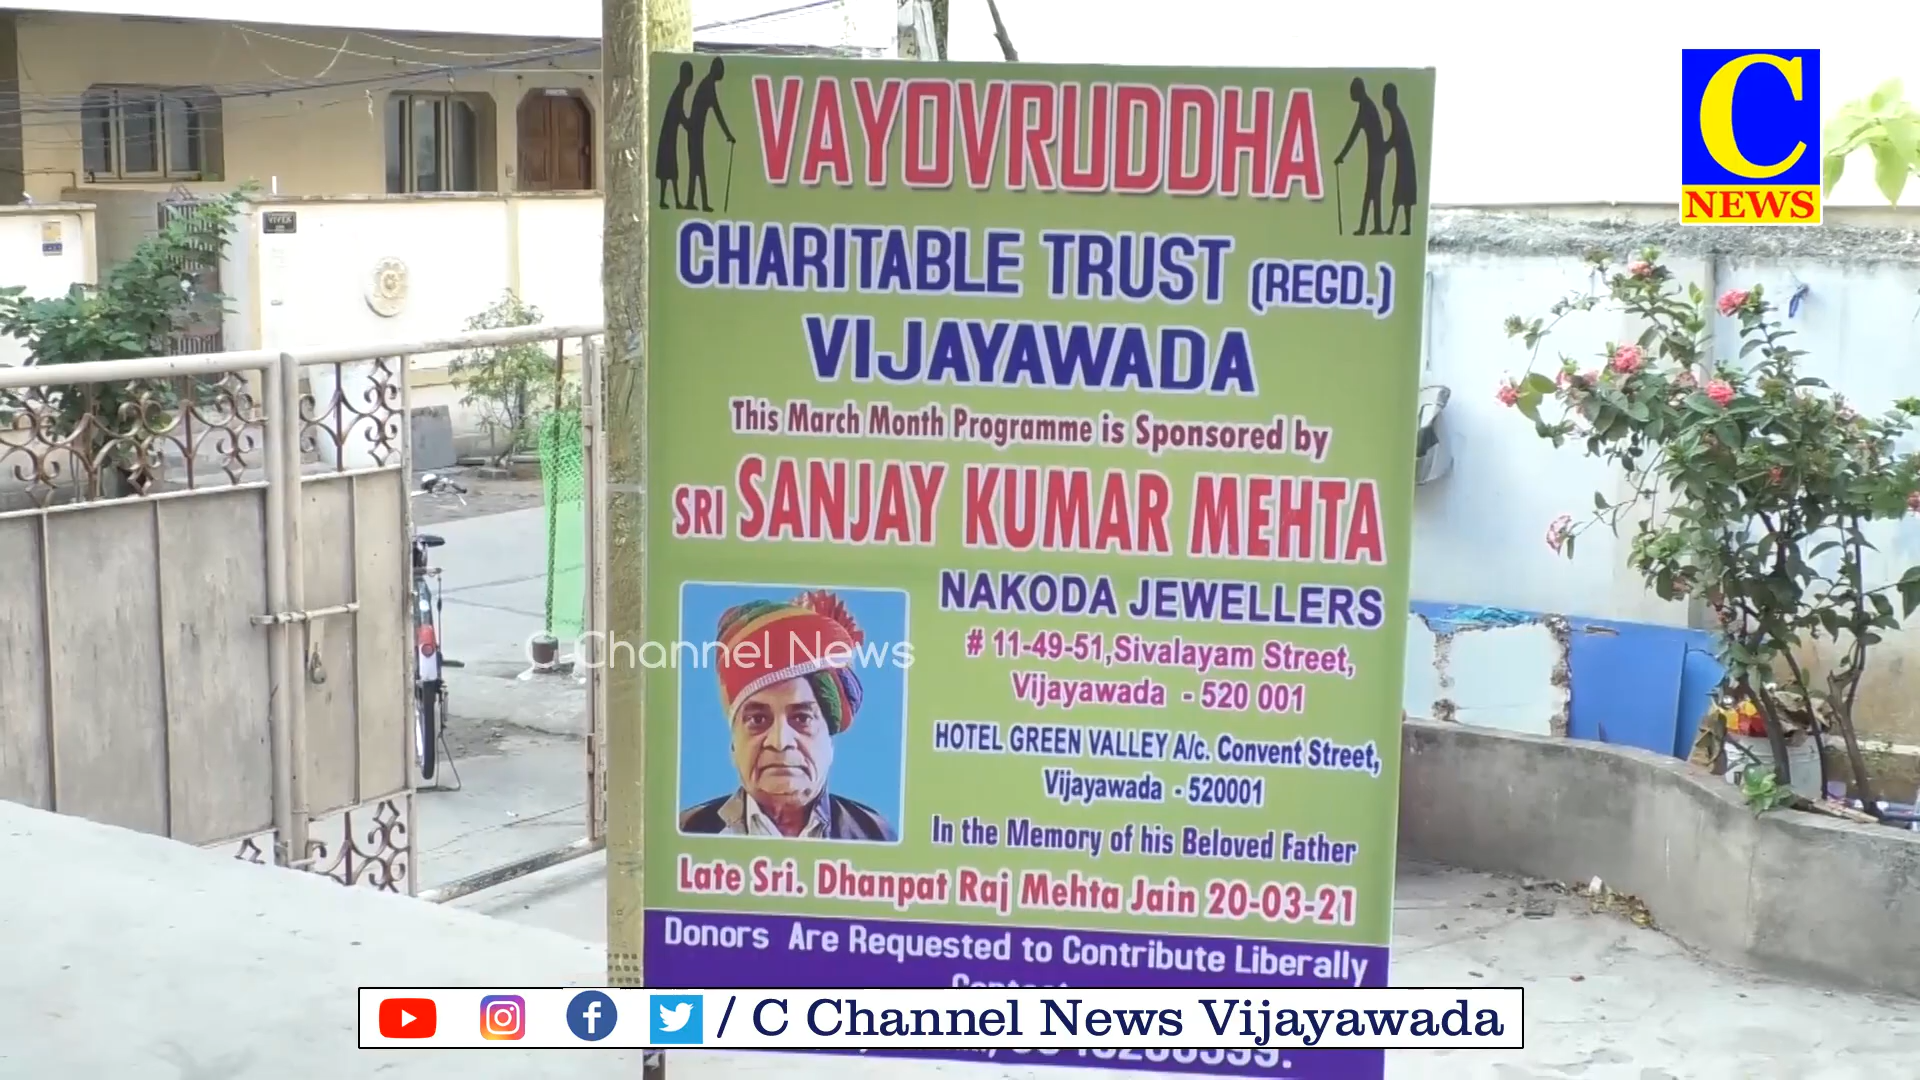 VAYOVRUDDHA
CHARITABLE TRUST (REGD.)
VIJAYAWADA
This March Month Programme is Sponsored by
SRI SANJAY KUMAR MEHTA
NAKODA JEWELLERS
# 11-49-51,Sivalayam Street,
Vijayawada - 520 001
HOTEL GREEN VALLEY A/c. Convent Street,
Vijayawada - 520001
In the Memory of his Beloved Father
Late Sri. Dhanpat Raj Mehta Jain 20-03-21
Donors Are Requested to Contribute Liberally
C
NEWS
C Channel News
/ C Channel News Vijayawada